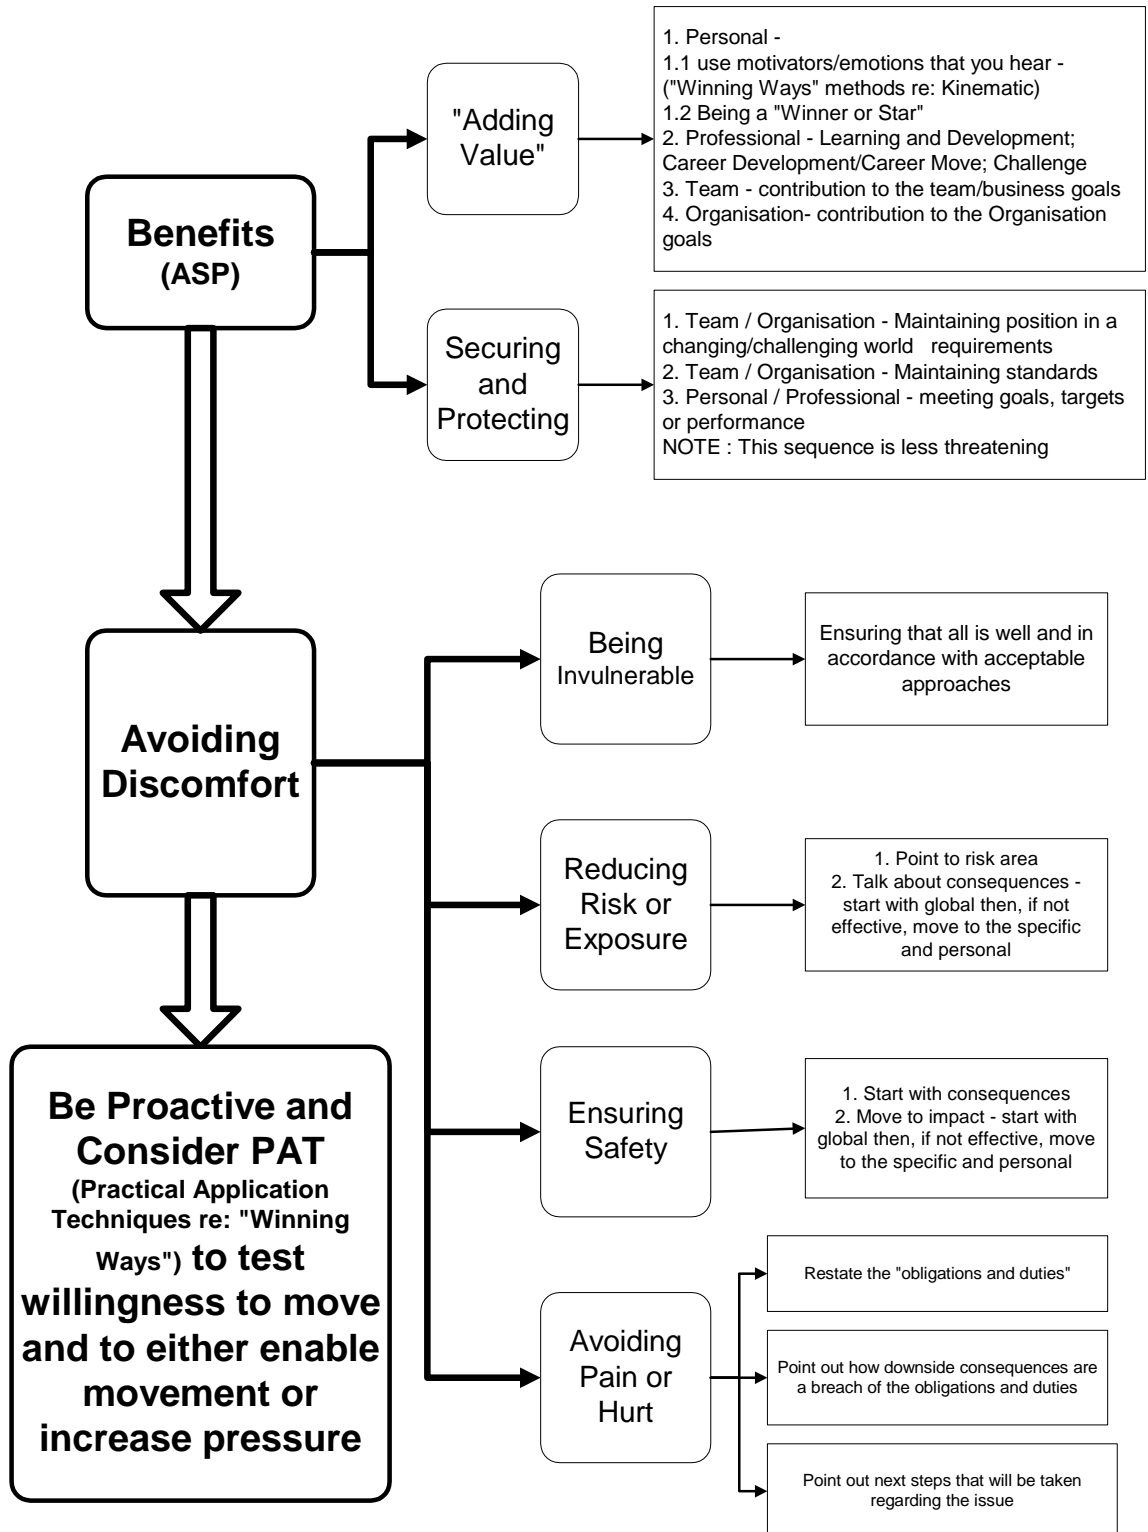 1. Personal -
1.1 use motivators/emotions that you hear -
("Winning Ways" methods re: Kinematic)
1.2 Being a "Winner or Star"
2. Professional - Learning and Development;
Career Development/Career Move; Challenge
3. Team - contribution to the team/business goals
4. Organisation- contribution to the Organisation
goals
"Adding
Value"
Benefits
(ASP)
Securing
and
Protecting
1. Team / Organisation - Maintaining position in a
changing/challenging world   requirements
2. Team / Organisation - Maintaining standards
3. Personal / Professional - meeting goals, targets
or performance
NOTE : This sequence is less threatening
Being
Invulnerable
Ensuring that all is well and in
accordance with acceptable
approaches
Avoiding
Discomfort
Reducing
Risk or
Exposure
1. Point to risk area
2. Talk about consequences -
start with global then, if not
effective, move to the specific
and personal
Ensuring
Safety
1. Start with consequences
2. Move to impact - start with
global then, if not effective, move
to the specific and personal
Be Proactive and
Consider PAT
(Practical Application
Techniques re: "Winning
Ways") to test
willingness to move
and to either enable
movement or
increase pressure
Avoiding
Pain or
Hurt
Restate the "obligations and duties"
Point out how downside consequences are
a breach of the obligations and duties
Point out next steps that will be taken
regarding the issue